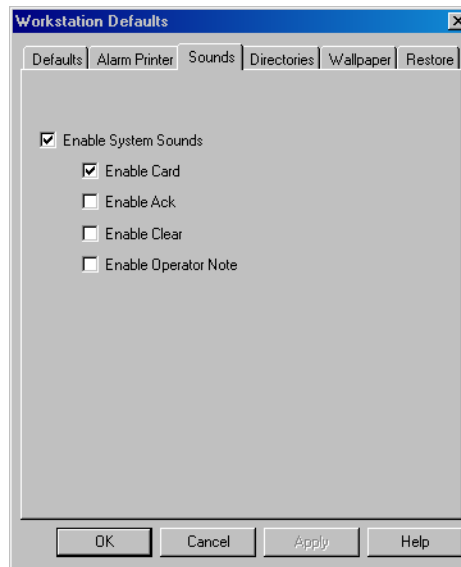 Workstation Defaults
Defaults Alarm Printer Sounds Directories Wallpaper Restore
Enable System Sounds
Enable Card
Enable Ack
Enable Clear
Enable Operator Note
OK Cancel Apply Help